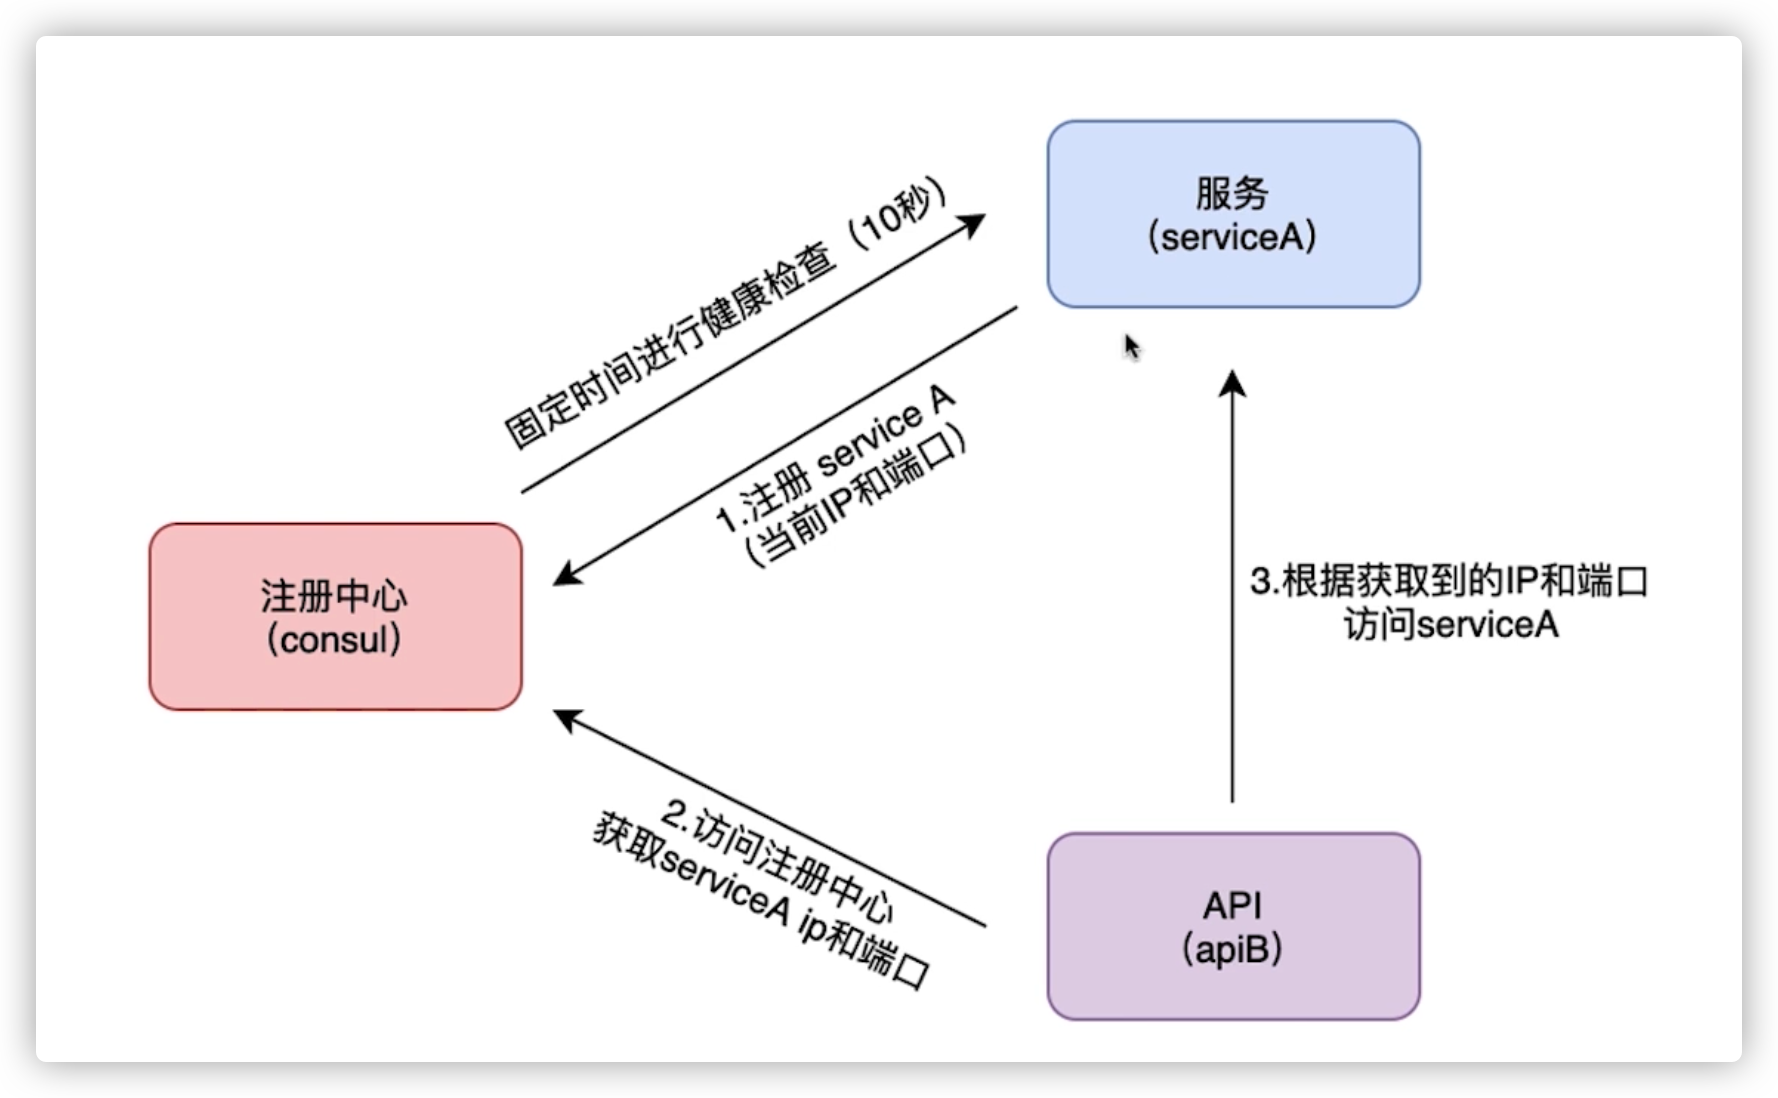 服务
（serviceA）
固定时间进行健康检查（10秒）
1.注册 service A
（当前IP和端口）
注册中心
（consul）
3.根据获取到的IP和端口
访问serviceA
2.访问注册中心
获取serviceA ip和端口
API
（apiB）